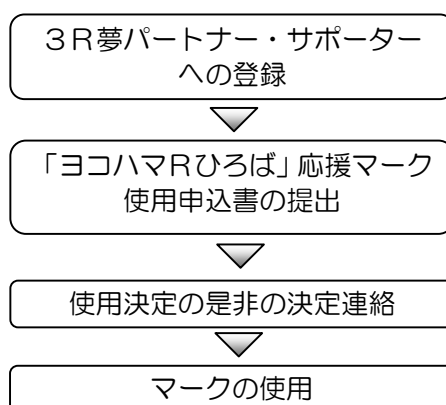 ３Ｒ夢パートナー・サポーター
への登録
「ヨコハマＲひろば」応援マーク
使用申込書の提出
使用決定の是非の決定連絡
マークの使用